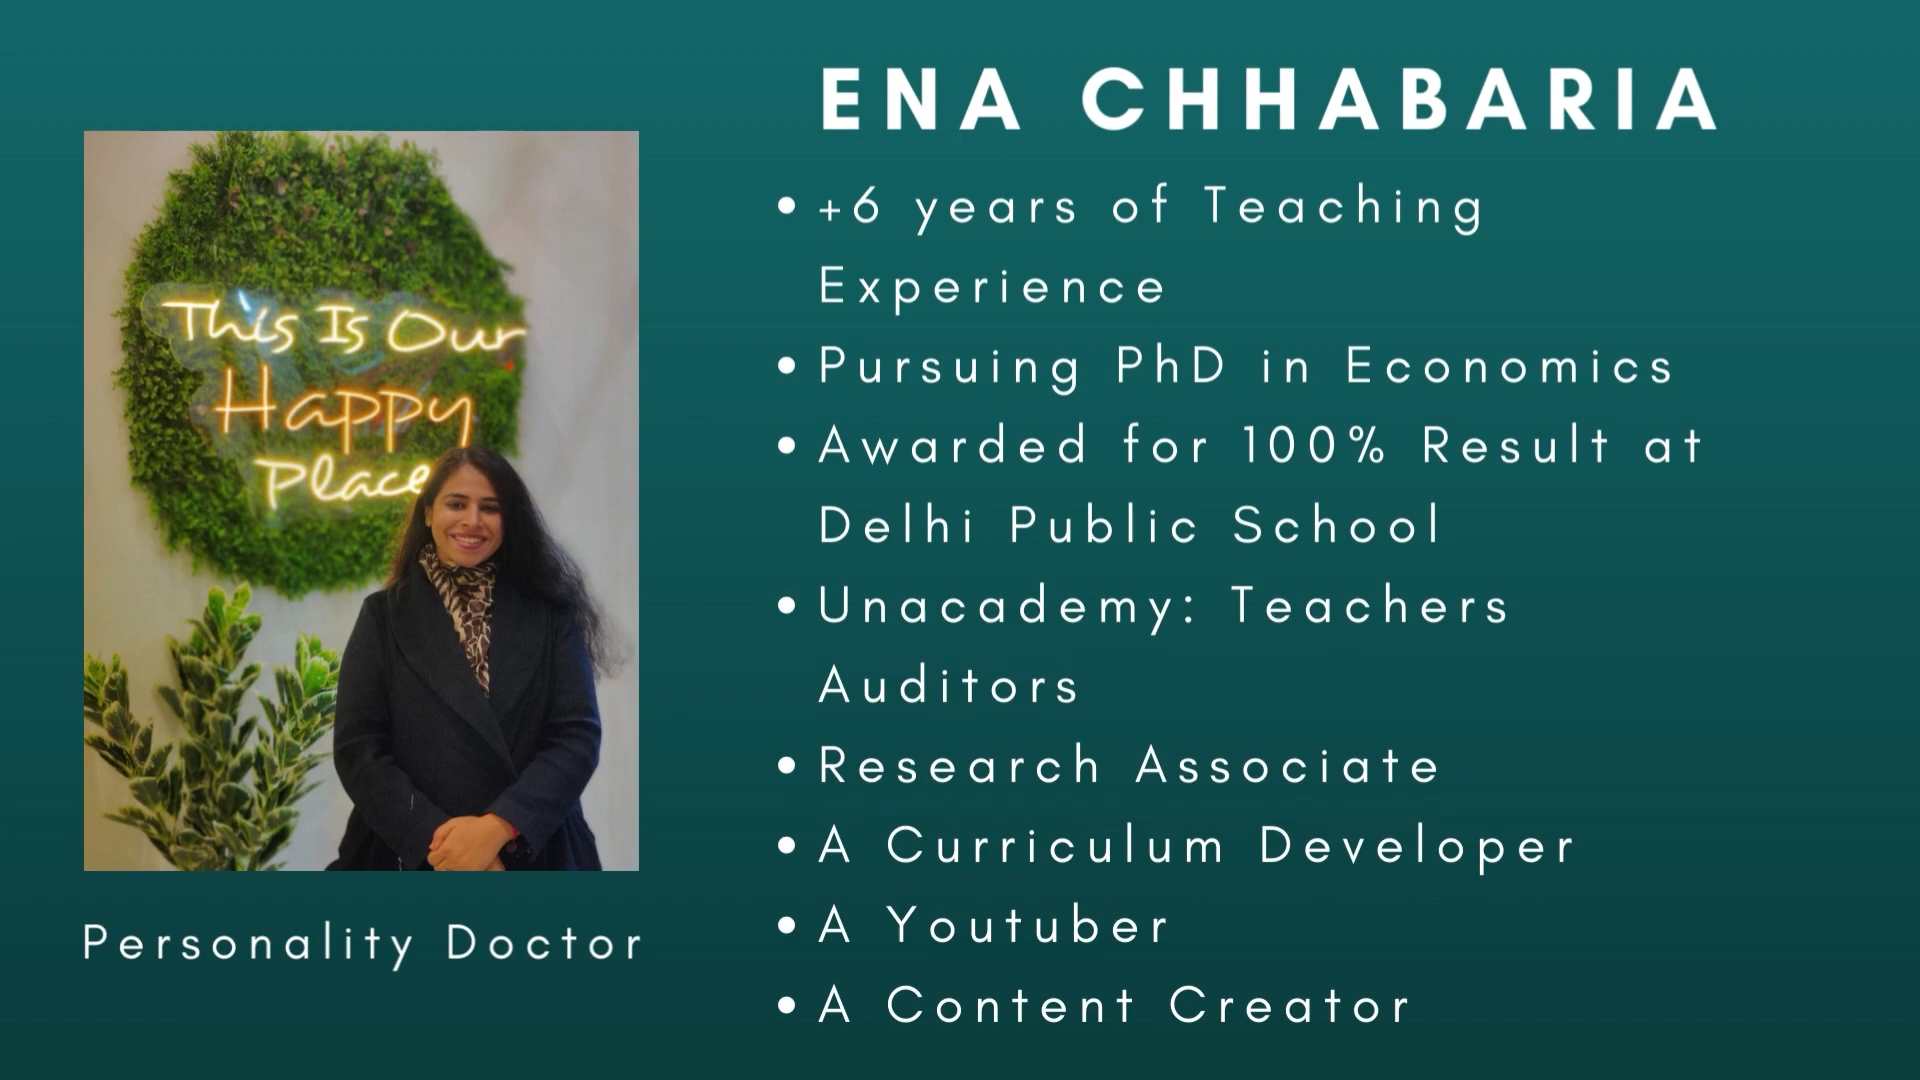 ENA CHHABARIA
This Is Our
Happy
Place
Personality Doctor
+6 years of Teaching
Experience
Pursuing PhD in Economics
Awarded for 100% Result at
Delhi Public School
Unacademy: Teachers
Auditors
Research Associate
A Curriculum Developer
A Youtuber
A Content Creator